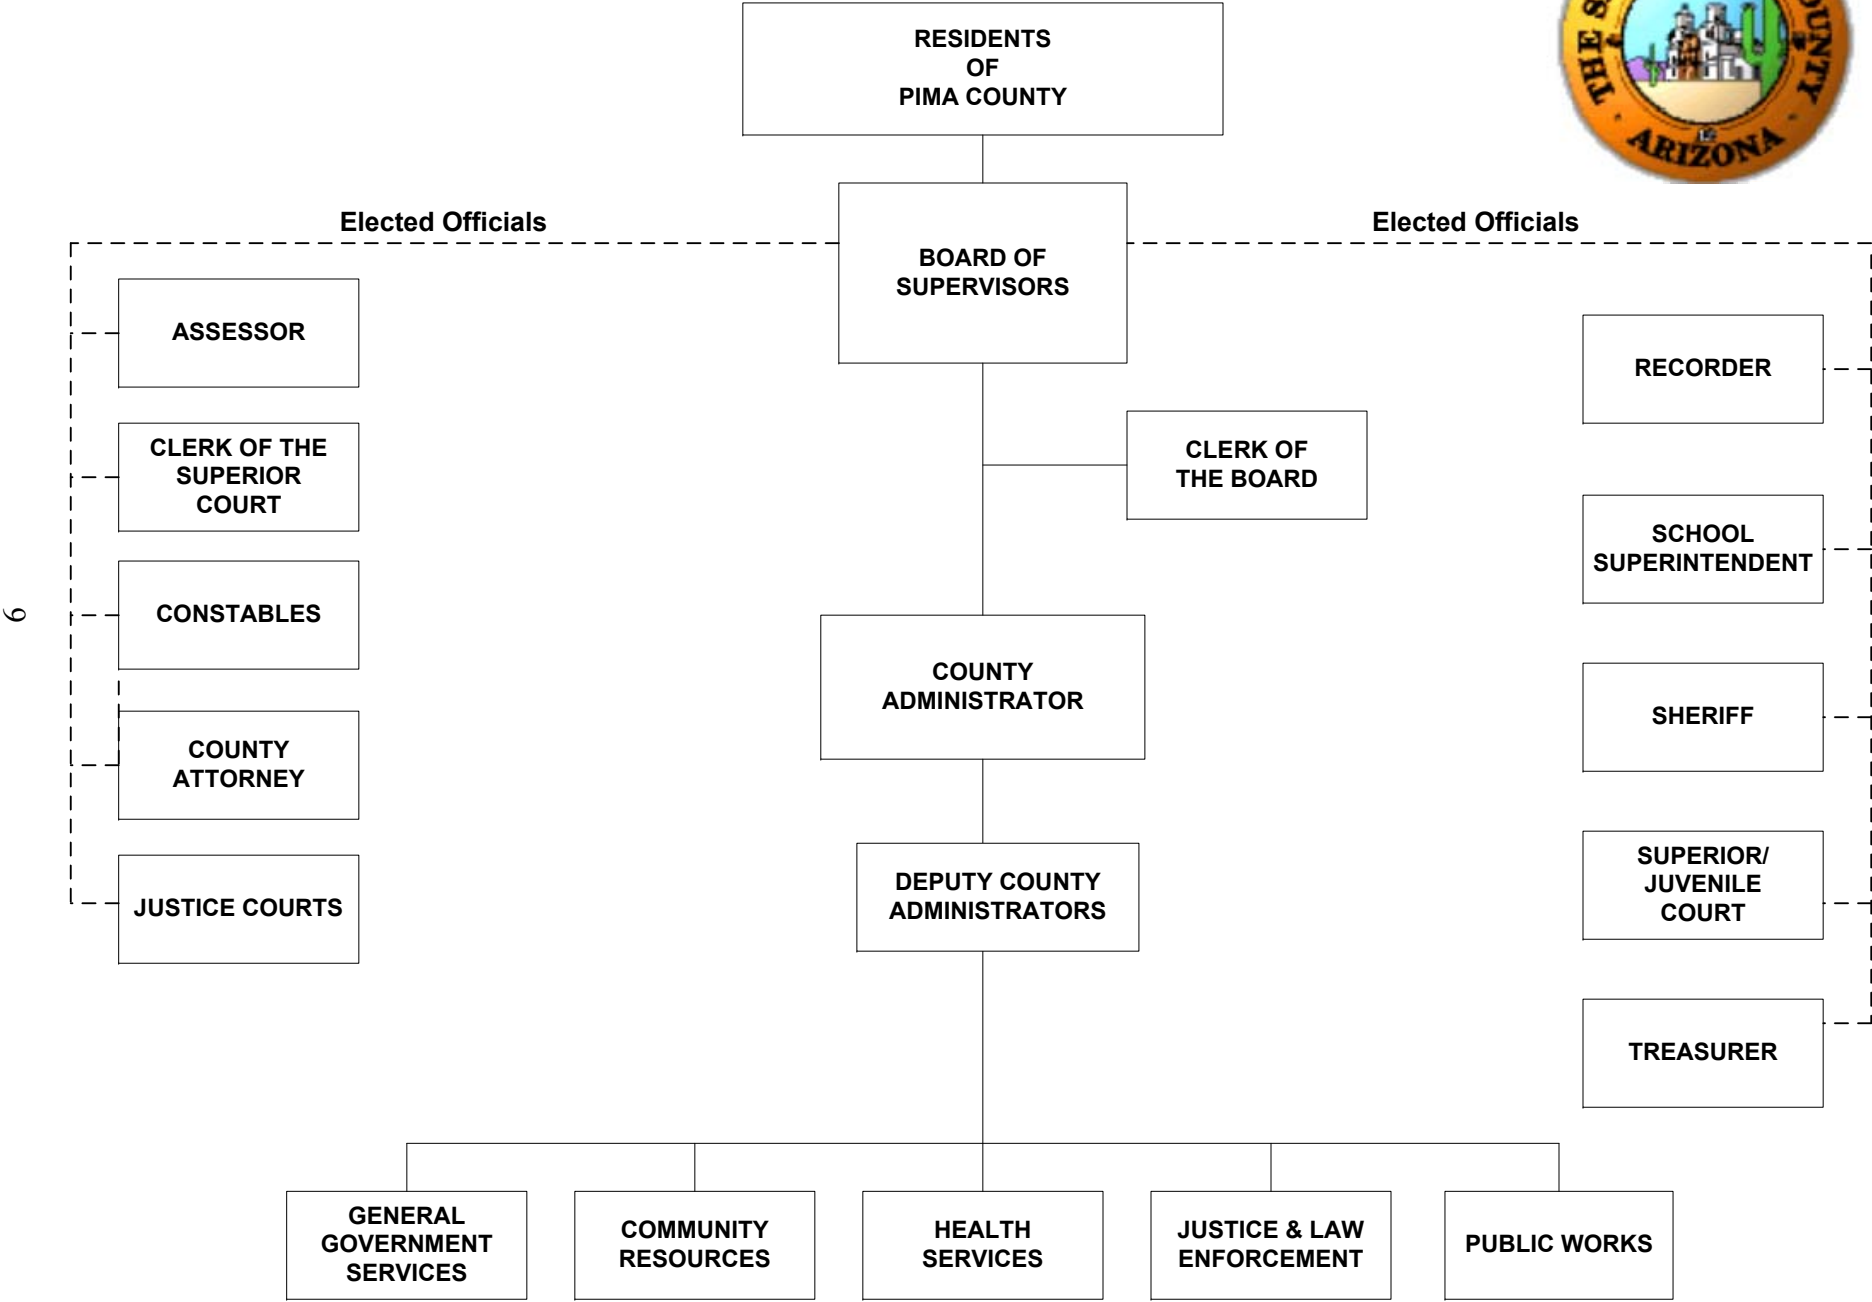 RESIDENTS
OF
PIMA COUNTY
THE S
OUNTY
ARIZONA
Elected Officials
Elected Officials
BOARD OF
SUPERVISORS
ASSESSOR
CLERK OF THE
SUPERIOR
COURT
CONSTABLES
COUNTY
ATTORNEY
JUSTICE COURTS
CLERK OF
THE BOARD
COUNTY
ADMINISTRATOR
DEPUTY COUNTY
ADMINISTRATORS
RECORDER
SCHOOL
SUPERINTENDENT
SHERIFF
SUPERIOR/
JUVENILE
COURT
TREASURER
GENERAL
GOVERNMENT
SERVICES
COMMUNITY
RESOURCES
HEALTH
SERVICES
JUSTICE & LAW
ENFORCEMENT
PUBLIC WORKS